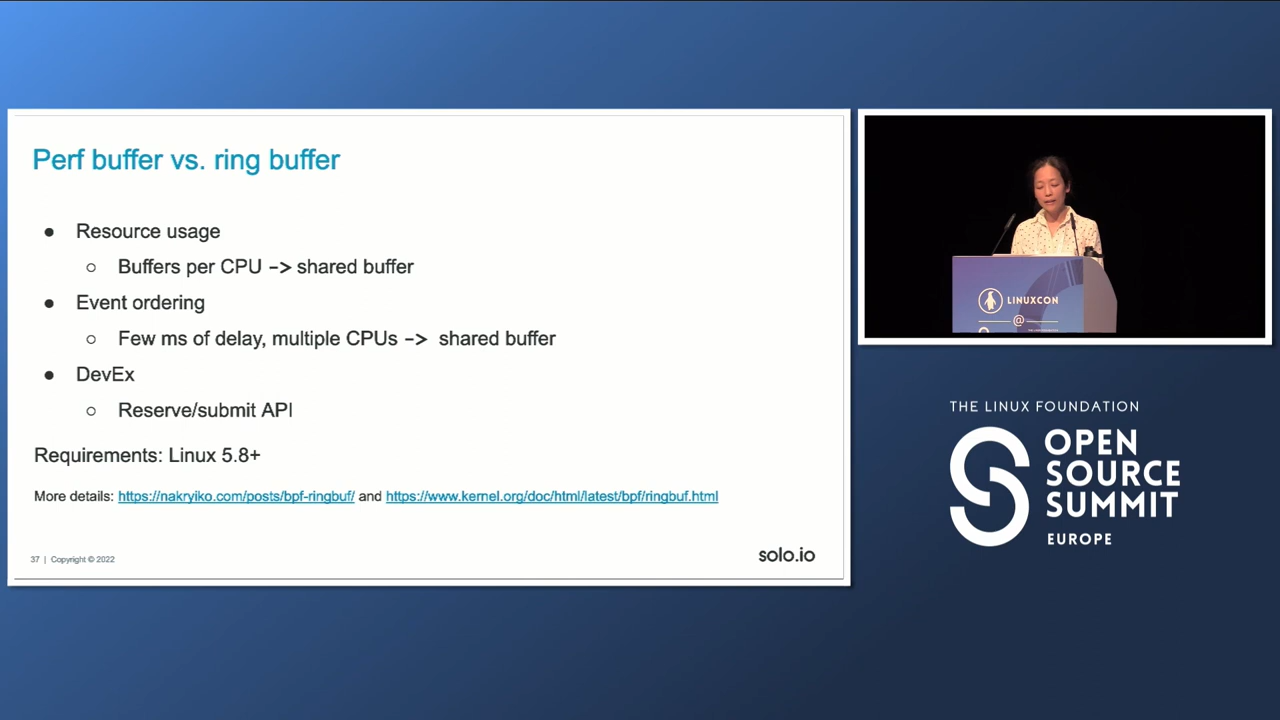 Perf buffer vs. ring buffer
● Resource usage
○ Buffers per CPU –> shared buffer
● Event ordering
○ Few ms of delay, multiple CPUs –> shared buffer
● DevEx
○ Reserve/submit API
Requirements: Linux 5.8+
More details: https://nakryiko.com/posts/bpf-ringbuf/ and https://www.kernel.org/doc/html/latest/bpf/ringbuf.html
37 | Copyright © 2022
solo.io
LINUXCON
@
THE LINUX FOUNDATION
OPEN
SOURCE
SUMMIT
EUROPE